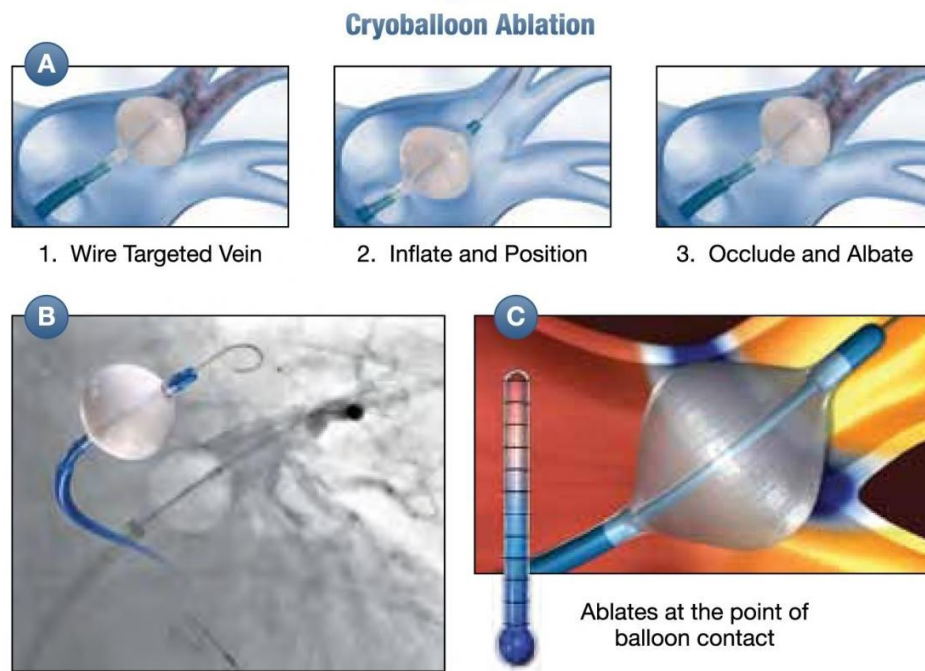 Cryoballoon Ablation
A
1. Wire Targeted Vein
2. Inflate and Position
3. Occlude and Albate
B
C
Ablates at the point of
balloon contact